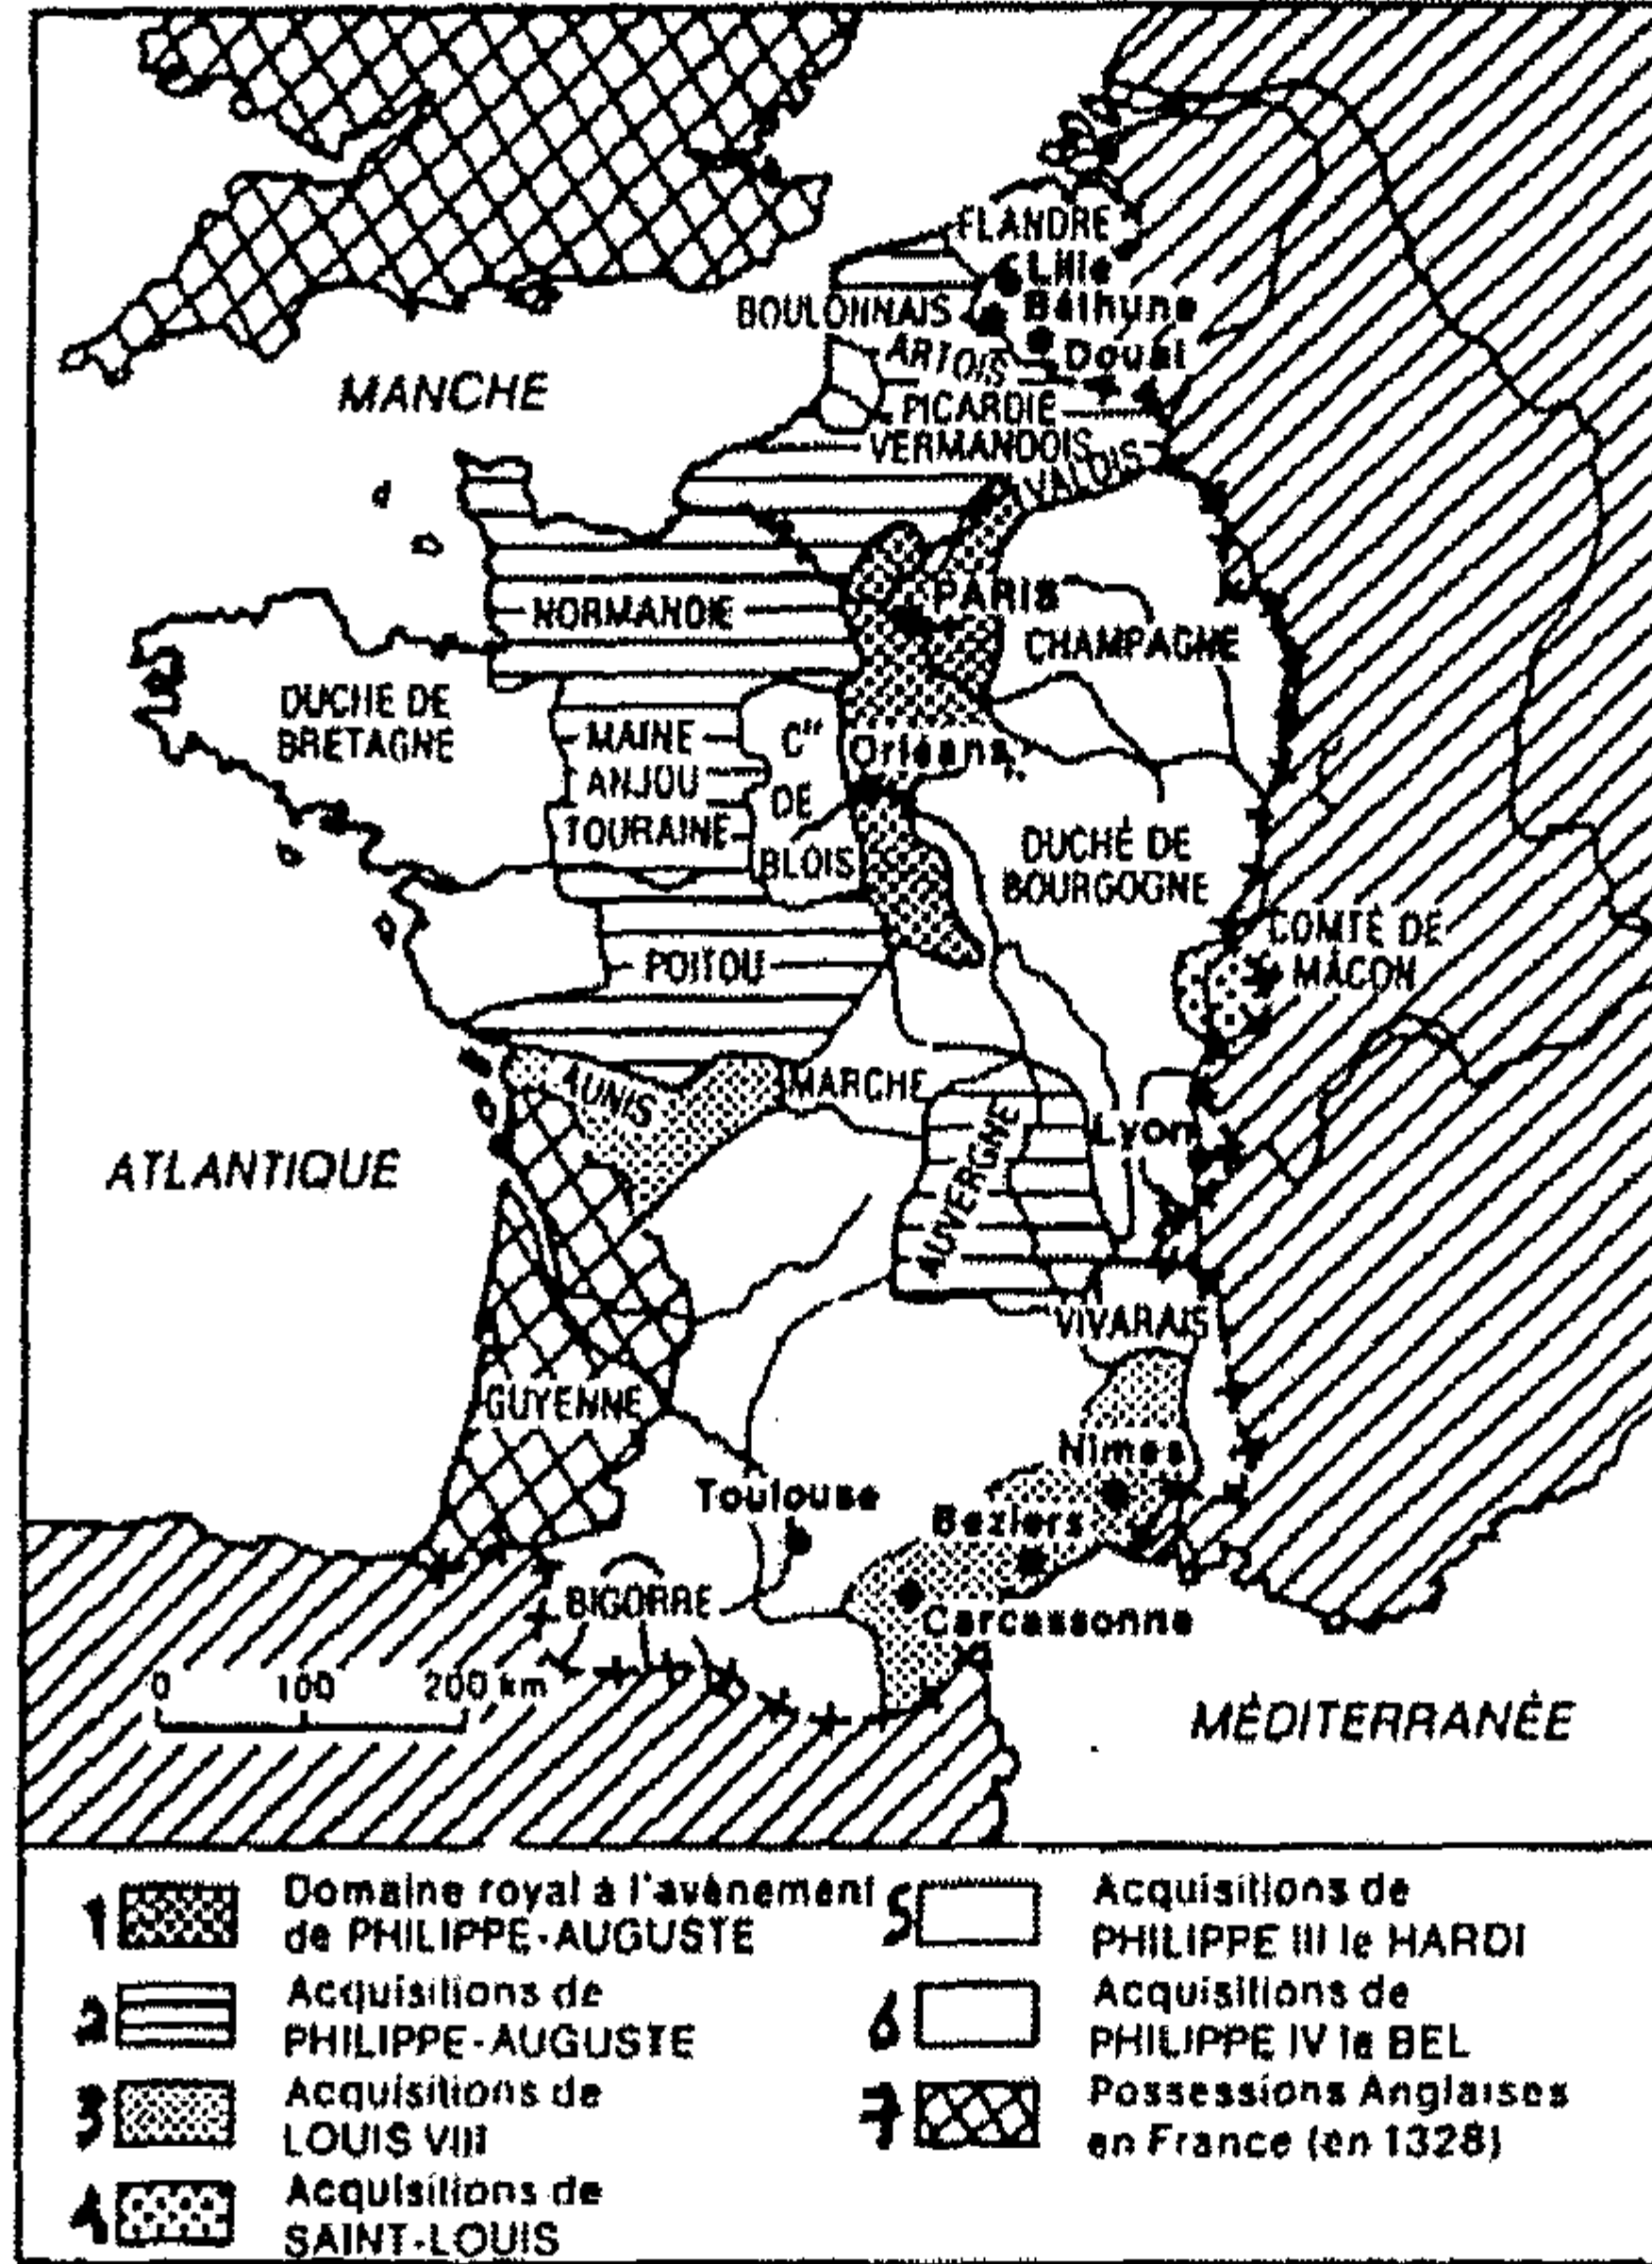 FLANDRE
Lille
BOULONNAIS
Béthune
ARTOIS
Douai
MANCHE
PICARDIE
VERMANDOIS
VALOIS
PARIS
NORMANDIE
CHAMPAGNE
DUCHÉ DE
BRETAGNE
MAINE
ANJOU
TOURAINE
DE
BLOIS
Orléans
DUCHÉ DE
BOURGOGNE
COMTÉ DE
MÂCON
POITOU
AUNIS
MARCHE
AUVERGNE
Lyon
ATLANTIQUE
VIVARAIS
GUYENNE
Nîmes
Toulouse
Béziers
BIGORRE
Carcassonne
0 100 200 km
MÉDITERRANÉE
1 Domaine royal à l'avènement
de PHILIPPE-AUGUSTE
2 Acquisitions de
PHILIPPE-AUGUSTE
3 Acquisitions de
LOUIS VIII
4 Acquisitions de
SAINT-LOUIS
5 Acquisitions de
PHILIPPE III le HARDI
6 Acquisitions de
PHILIPPE IV le BEL
7 Possessions Anglaises
en France (en 1328)